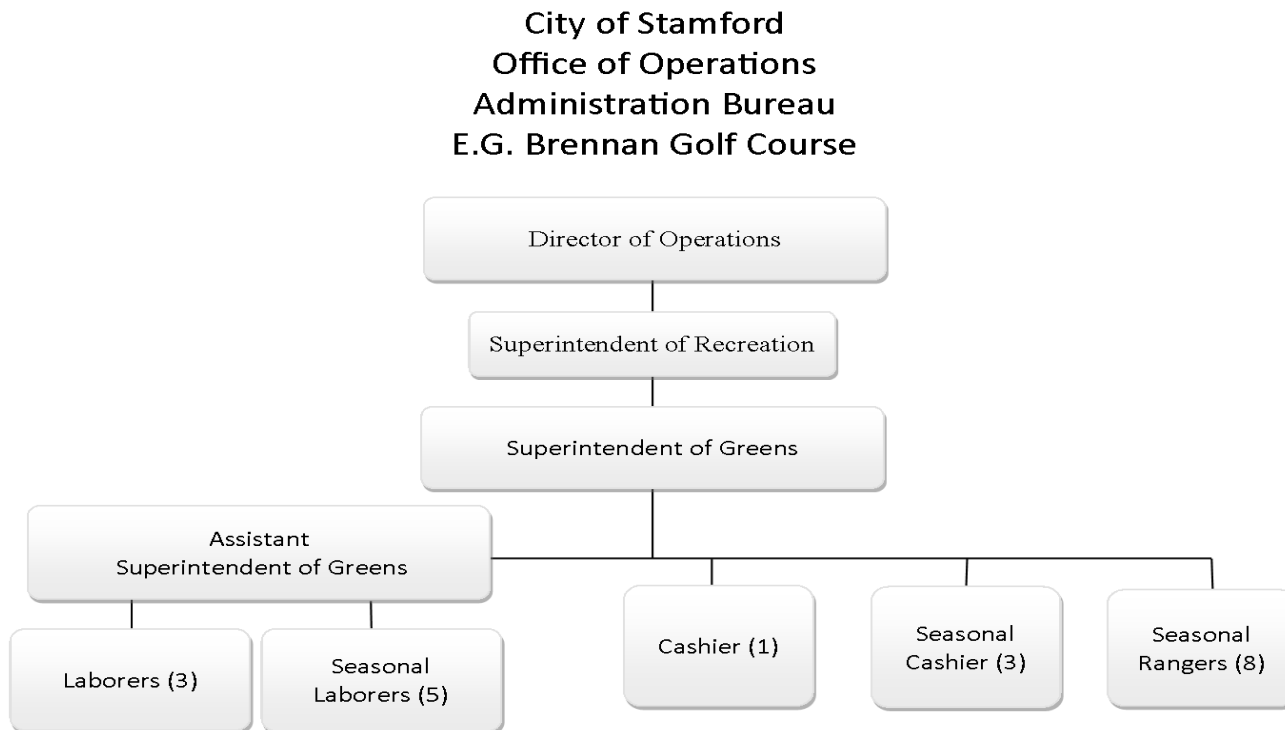 City of Stamford
Office of Operations
Administration Bureau
E.G. Brennan Golf Course
Director of Operations
Superintendent of Recreation
Superintendent of Greens
Assistant
Superintendent of Greens
Laborers (3)
Seasonal
Laborers (5)
Cashier (1)
Seasonal
Cashier (3)
Seasonal
Rangers (8)